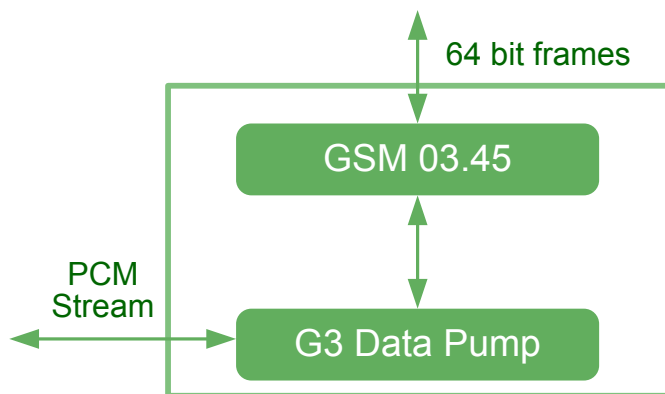 64 bit frames
GSM 03.45
PCM
Stream
G3 Data Pump